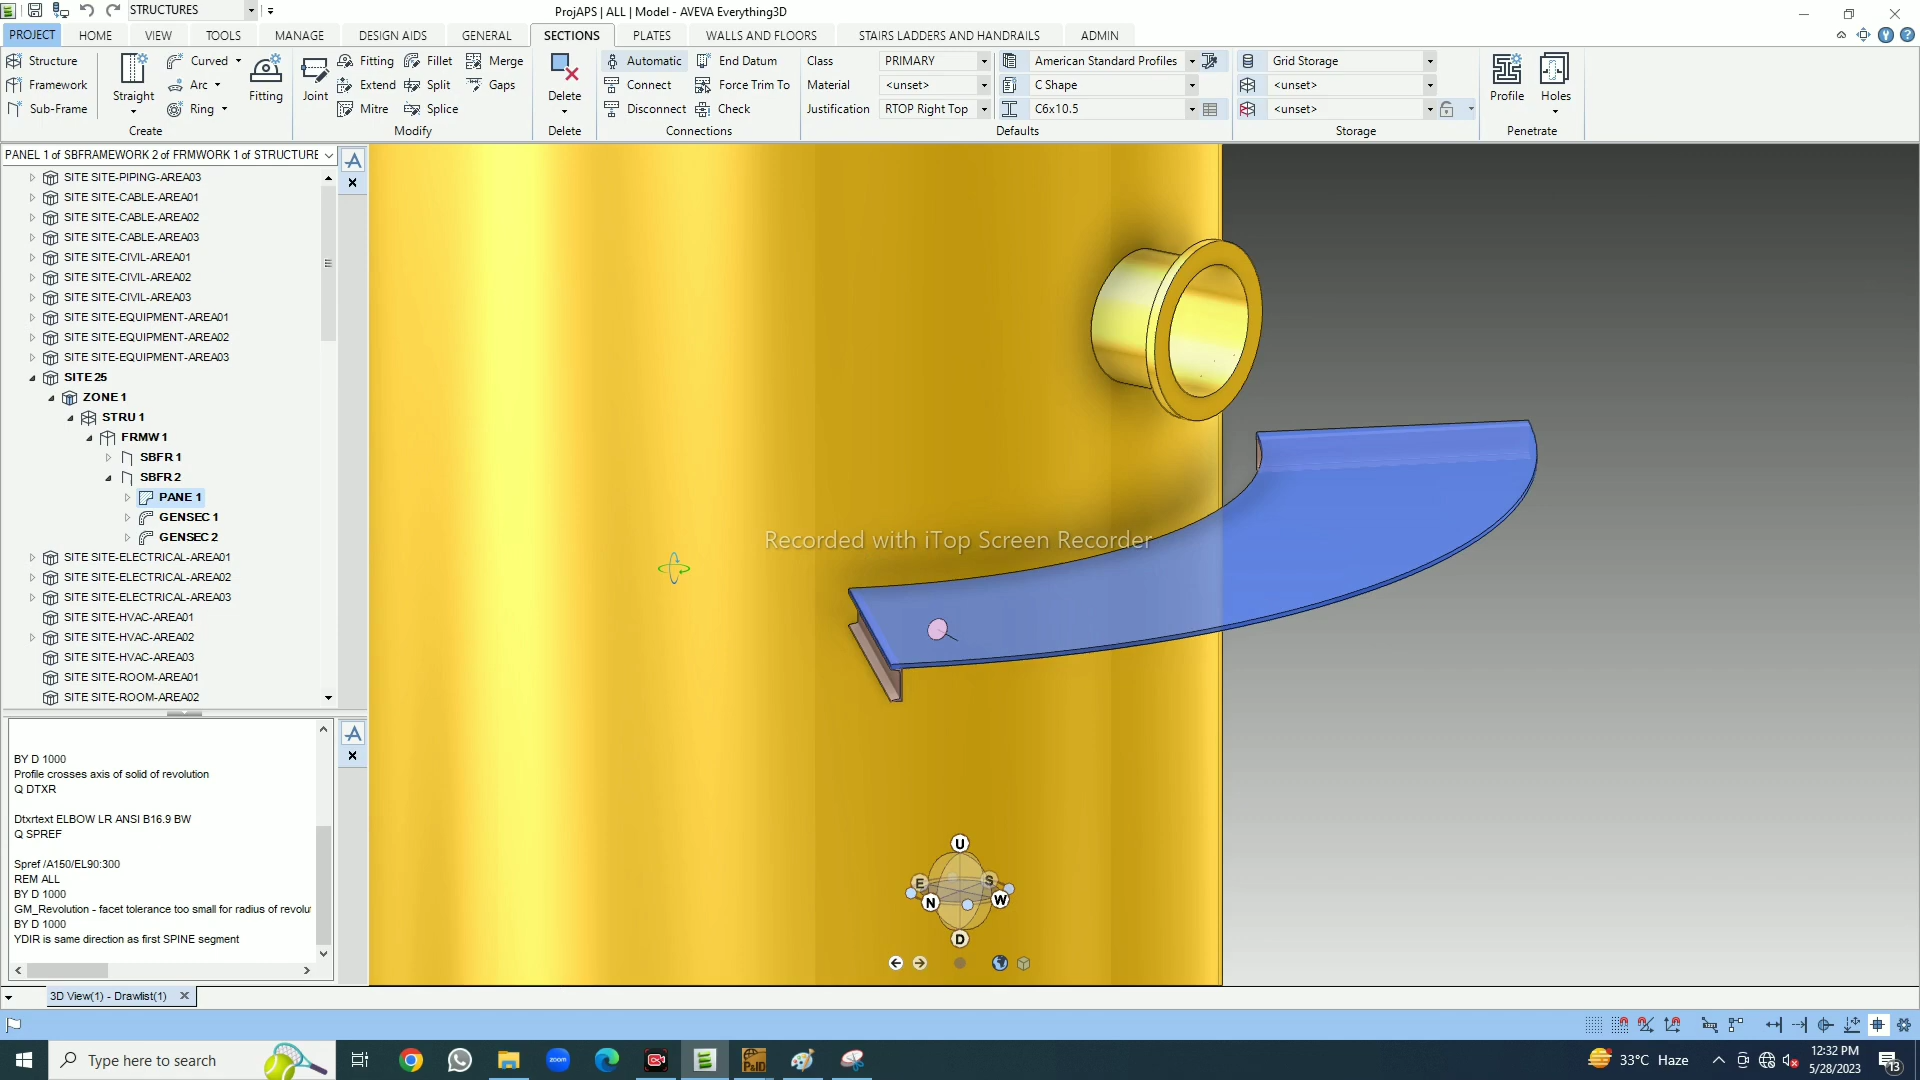 STRUCTURES
ProjAPS | ALL | Model - AVEVA Everything3D
PROJECT HOME VIEW TOOLS MANAGE DESIGN AIDS GENERAL SECTIONS PLATES WALLS AND FLOORS STAIRS LADDERS AND HANDRAILS ADMIN
Structure Curved Fitting Fillet Merge Automatic End Datum Class PRIMARY American Standard Profiles Grid Storage
Framework Straight Arc Fitting Joint Extend Split Gaps Delete Connect Force Trim To Material <unset> C Shape <unset> Profile Holes
Sub-Frame Ring Mitre Splice Disconnect Check Justification RTOP Right Top C6x10.5 <unset>
Create Modify Delete Connections Defaults Storage Penetrate
PANEL 1 of SBFRAMEWORK 2 of FRMWORK 1 of STRUCTURE
SITE SITE-PIPING-AREA03
SITE SITE-CABLE-AREA01
SITE SITE-CABLE-AREA02
SITE SITE-CABLE-AREA03
SITE SITE-CIVIL-AREA01
SITE SITE-CIVIL-AREA02
SITE SITE-CIVIL-AREA03
SITE SITE-EQUIPMENT-AREA01
SITE SITE-EQUIPMENT-AREA02
SITE SITE-EQUIPMENT-AREA03
SITE 25
ZONE 1
STRU 1
FRMW 1
SBFR 1
SBFR 2
PANE 1
GENSEC 1
GENSEC 2
SITE SITE-ELECTRICAL-AREA01
SITE SITE-ELECTRICAL-AREA02
SITE SITE-ELECTRICAL-AREA03
SITE SITE-HVAC-AREA01
SITE SITE-HVAC-AREA02
SITE SITE-HVAC-AREA03
SITE SITE-ROOM-AREA01
SITE SITE-ROOM-AREA02
Recorded with iTop Screen Recorder
U
E S
N W
D
BY D 1000
Profile crosses axis of solid of revolution
Q DTXR
Dtxrtext ELBOW LR ANSI B16.9 BW
Q SPREF
Spref /A150/EL90:300
REM ALL
BY D 1000
GM_Revolution - facet tolerance too small for radius of revolu
BY D 1000
YDIR is same direction as first SPINE segment
3D View(1) - Drawlist(1)
Type here to search
zoom
P&ID
33°C Haze
12:32 PM
5/28/2023
13